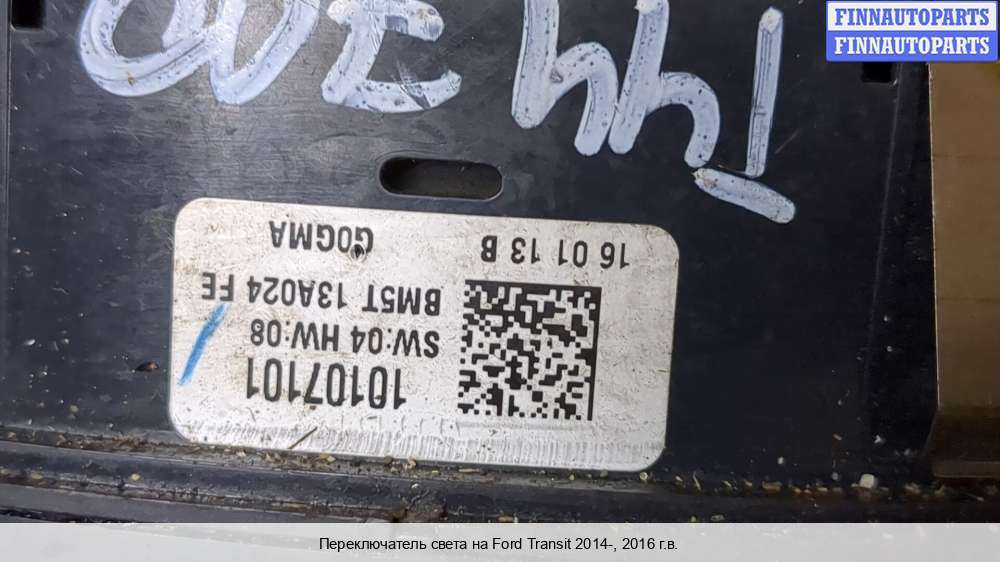 FINNAUTOPARTS
FINNAUTOPARTS
10107101
SW:04 HW:08
BM5T 13A024 FE
16 01 13 B
G0GMA
Переключатель света на Ford Transit 2014-, 2016 г.в.